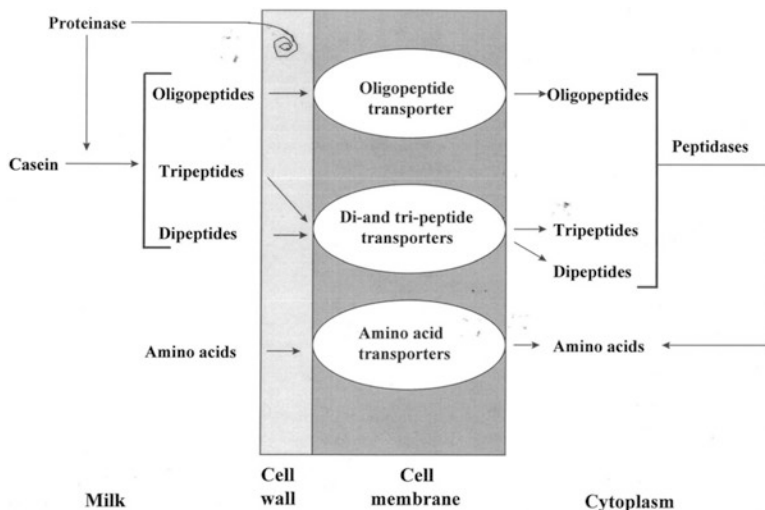 Proteinase
Oligopeptides
Oligopeptide
transporter
Oligopeptides
Peptidases
Casein
Tripeptides
Dipeptides
Di-and tri-peptide
transporters
Tripeptides
Dipeptides
Amino acids
Amino acid
transporters
Amino acids
Milk
Cell
wall
Cell
membrane
Cytoplasm